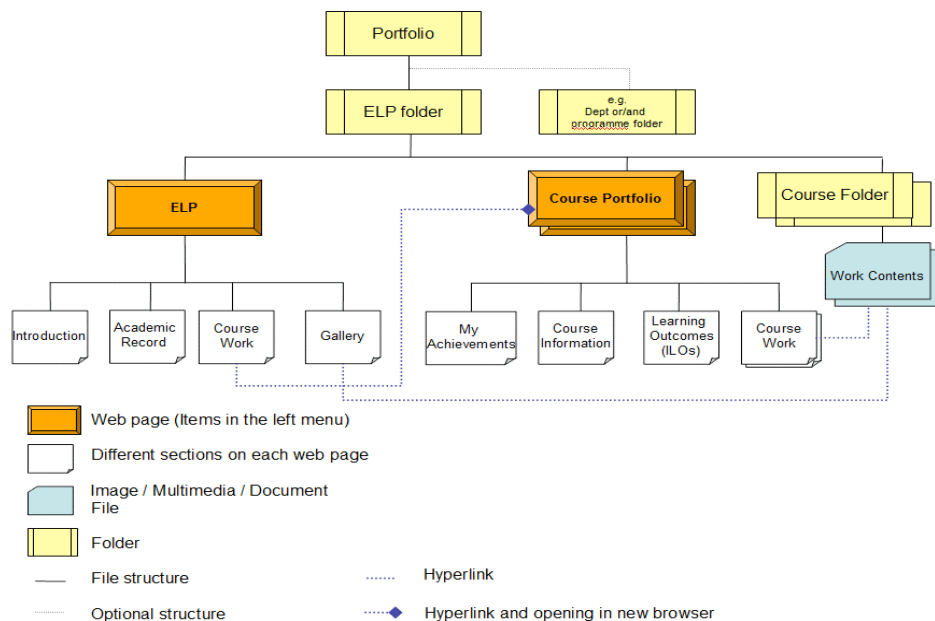 Portfolio
ELP folder
e.g.
Dept or/and
programme folder
ELP
Course Portfolio
Course Folder
Work Contents
Introduction
Academic
Record
Course
Work
Gallery
My
Achievements
Course
Information
Learning
Outcomes
(ILOs)
Course
Work
Web page (Items in the left menu)
Different sections on each web page
Image / Multimedia / Document
File
Folder
File structure
Hyperlink
Optional structure
Hyperlink and opening in new browser